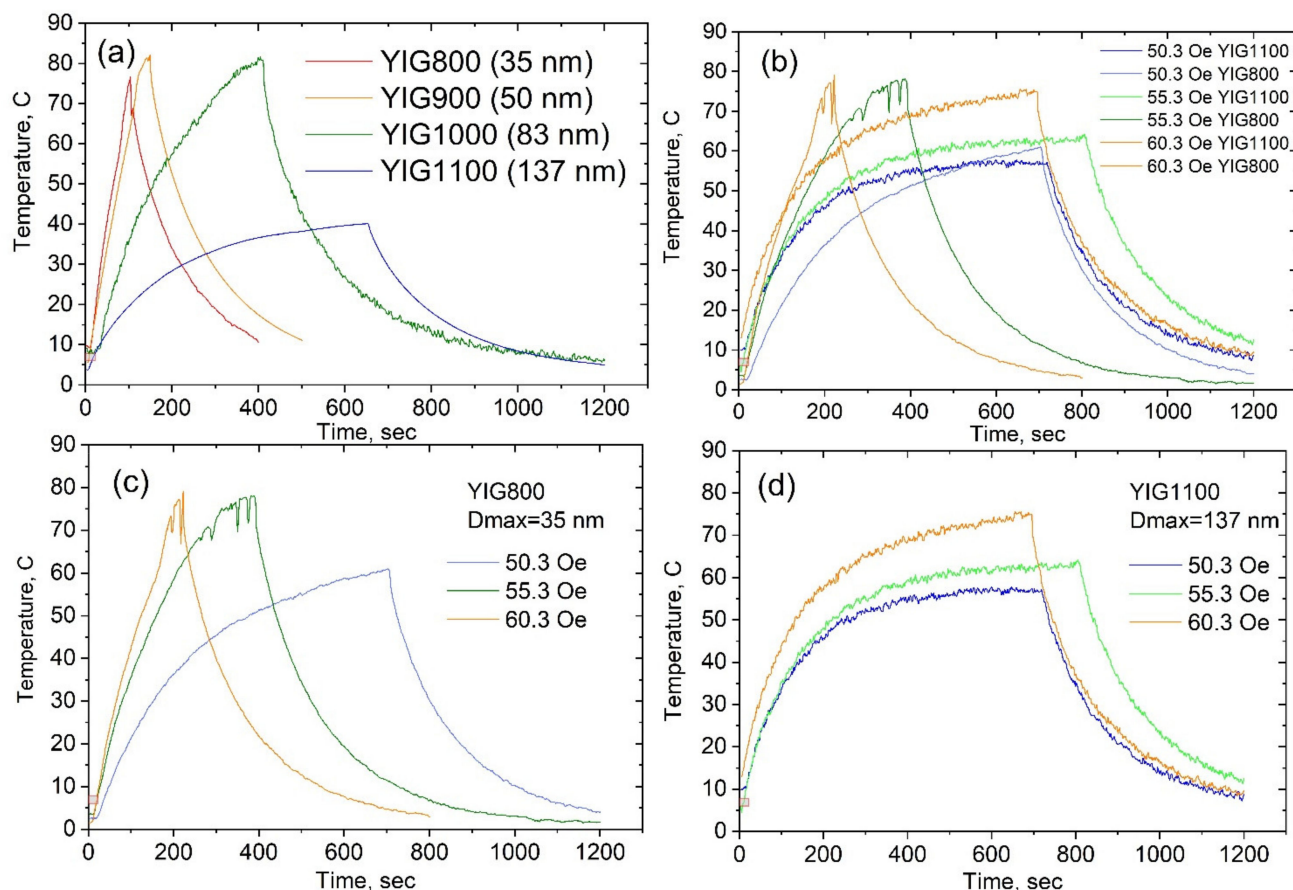 (a)
YIG800 (35 nm)
YIG900 (50 nm)
YIG1000 (83 nm)
YIG1100 (137 nm)
Temperature, C
90
80
70
60
50
40
30
20
10
0
0 200 400 600 800 1000 1200
Time, sec
(b)
50.3 Oe YIG1100
50.3 Oe YIG800
55.3 Oe YIG1100
55.3 Oe YIG800
60.3 Oe YIG1100
60.3 Oe YIG800
Temperature, C
90
80
70
60
50
40
30
20
10
0
0 200 400 600 800 1000 1200
Time, sec
(c)
YIG800
Dmax=35 nm
50.3 Oe
55.3 Oe
60.3 Oe
Temperature, C
90
80
70
60
50
40
30
20
10
0
0 200 400 600 800 1000 1200
Time, sec
(d)
YIG1100
Dmax=137 nm
50.3 Oe
55.3 Oe
60.3 Oe
Temperature, C
90
80
70
60
50
40
30
20
10
0
0 200 400 600 800 1000 1200
Time, sec